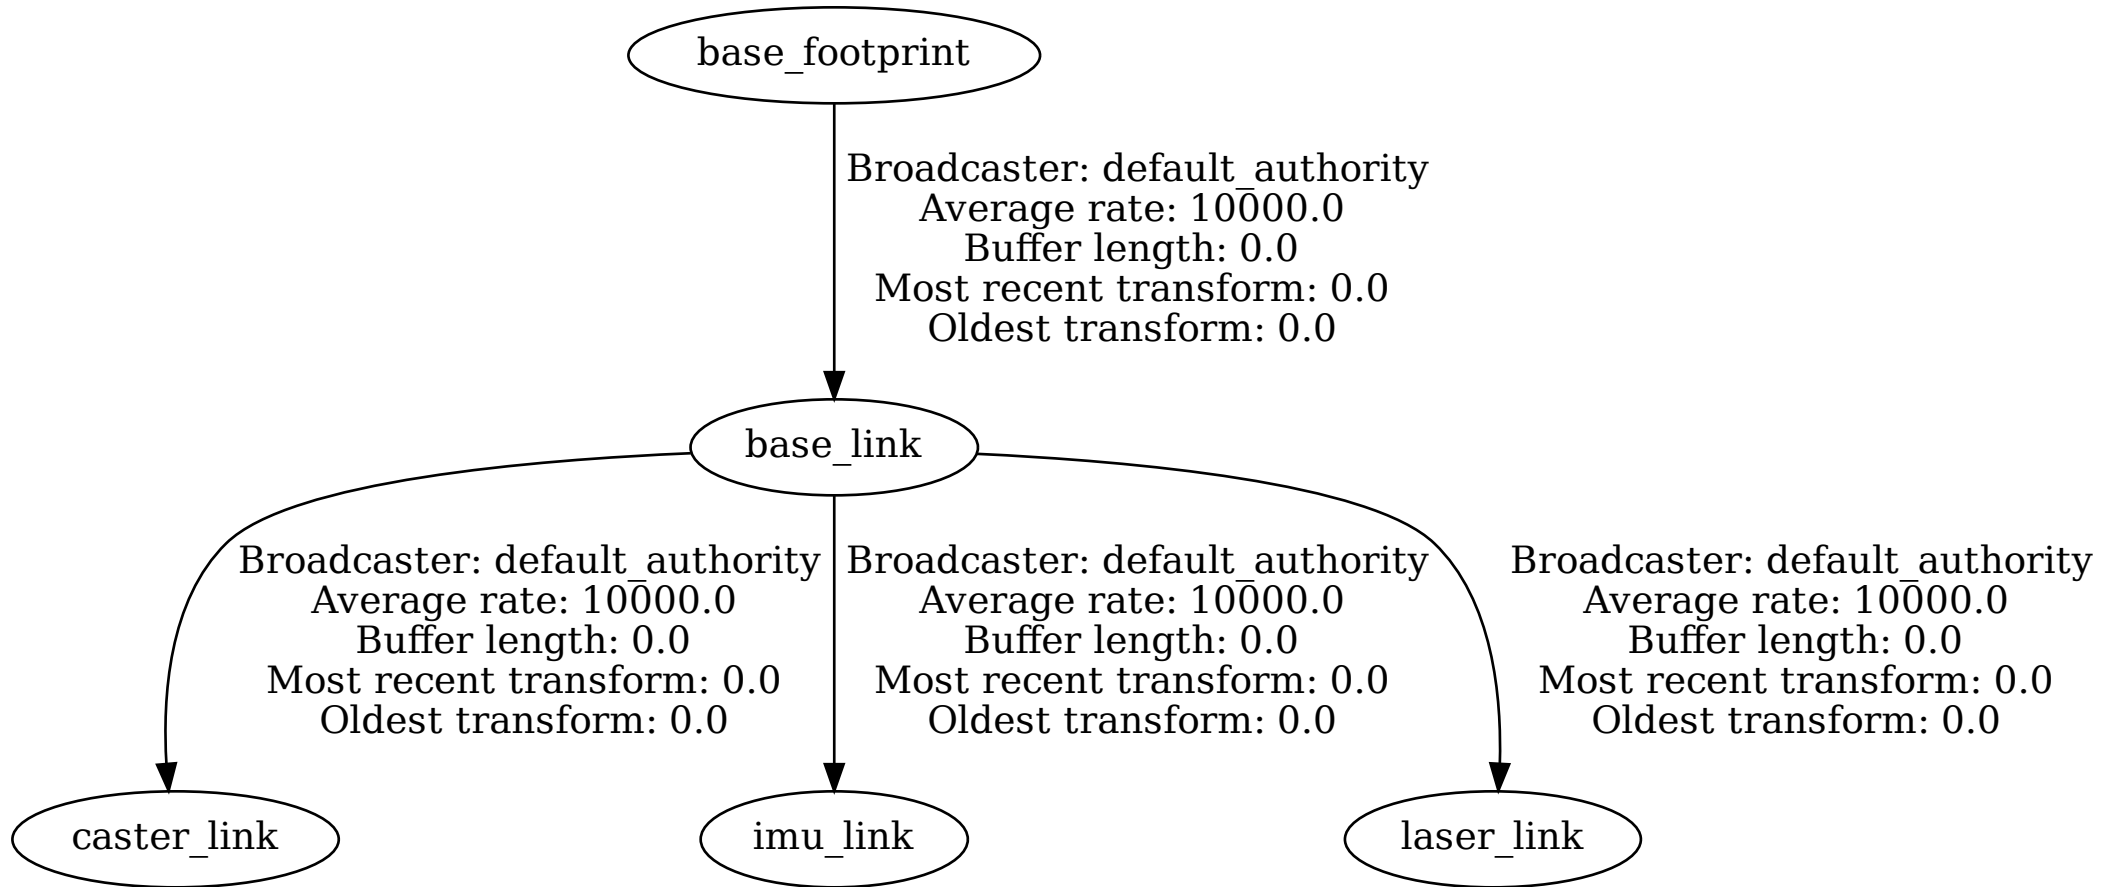 base_footprint
Broadcaster: default_authority
Average rate: 10000.0
Buffer length: 0.0
Most recent transform: 0.0
Oldest transform: 0.0
base_link
Broadcaster: default_authority
Average rate: 10000.0
Buffer length: 0.0
Most recent transform: 0.0
Oldest transform: 0.0
Broadcaster: default_authority
Average rate: 10000.0
Buffer length: 0.0
Most recent transform: 0.0
Oldest transform: 0.0
Broadcaster: default_authority
Average rate: 10000.0
Buffer length: 0.0
Most recent transform: 0.0
Oldest transform: 0.0
caster_link
imu_link
laser_link